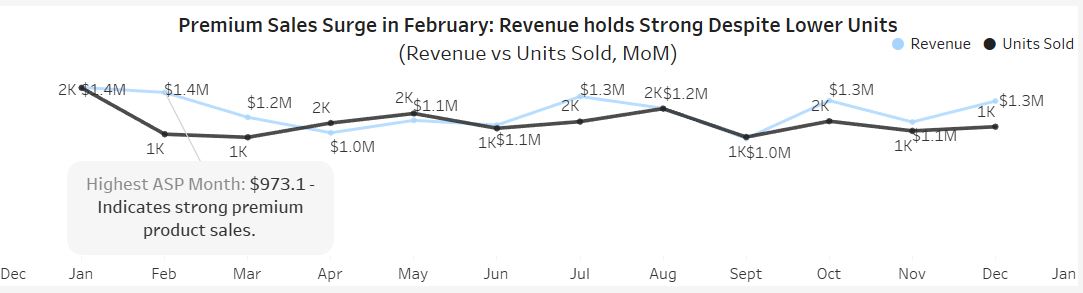 Premium Sales Surge in February: Revenue holds Strong Despite Lower Units
(Revenue vs Units Sold, MoM)
Revenue
Units Sold
2K $1.4M
$1.4M
1K
$1.2M
1K
2K
$1.0M
2K
$1.1M
1K $1.1M
$1.3M
2K
2K $1.2M
1K $1.0M
$1.3M
2K
1K $1.1M
1K
$1.3M
Highest ASP Month: $973.1 -
Indicates strong premium
product sales.
Dec Jan Feb Mar Apr May Jun Jul Aug Sept Oct Nov Dec Jan